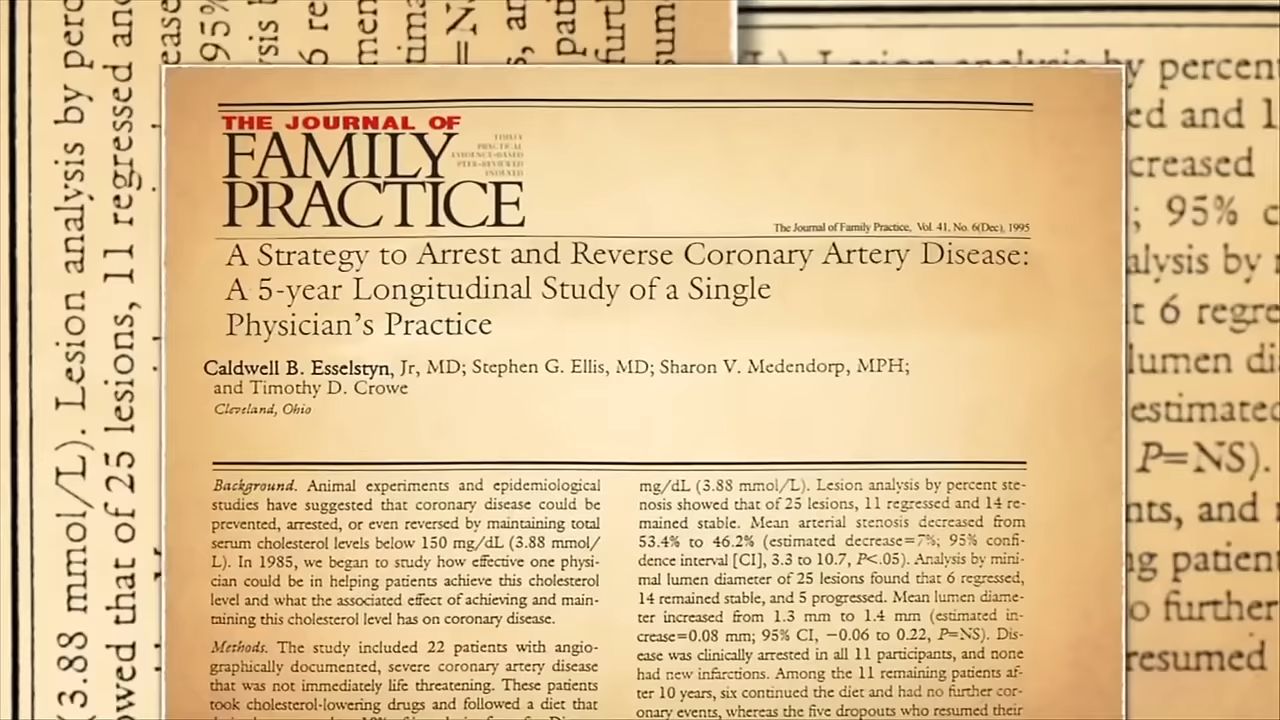 THE JOURNAL OF
FAMILY
PRACTICE
TIMELY
PRACTICAL
EVIDENCE-BASED
PEER-REVIEWED
INDEXED
The Journal of Family Practice, Vol. 41, No. 6(Dec), 1995
A Strategy to Arrest and Reverse Coronary Artery Disease:
A 5-year Longitudinal Study of a Single
Physician's Practice
Caldwell B. Esselstyn, Jr, MD; Stephen G. Ellis, MD; Sharon V. Medendorp, MPH;
and Timothy D. Crowe
Cleveland, Ohio
Background. Animal experiments and epidemiological
studies have suggested that coronary disease could be
prevented, arrested, or even reversed by maintaining total
serum cholesterol levels below 150 mg/dL (3.88 mmol/
L). In 1985, we began to study how effective one physi-
cian could be in helping patients achieve this cholesterol
level and what the associated effect of achieving and main-
taining this cholesterol level has on coronary disease.
Methods. The study included 22 patients with angio-
graphically documented, severe coronary artery disease
that was not immediately life threatening. These patients
took cholesterol-lowering drugs and followed a diet that
mg/dL (3.88 mmol/L). Lesion analysis by percent ste-
nosis showed that of 25 lesions, 11 regressed and 14 re-
mained stable. Mean arterial stenosis decreased from
53.4% to 46.2% (estimated decrease=7%; 95% confi-
dence interval [CI], 3.3 to 10.7, P<.05). Analysis by mini-
mal lumen diameter of 25 lesions found that 6 regressed,
14 remained stable, and 5 progressed. Mean lumen diame-
ter increased from 1.3 mm to 1.4 mm (estimated in-
crease=0.08 mm; 95% CI, −0.06 to 0.22, P=NS). Dis-
ease was clinically arrested in all 11 participants, and none
had new infarctions. Among the 11 remaining patients af-
ter 10 years, six continued the diet and had no further cor-
onary events, whereas the five dropouts who resumed their
(3.88 mmol/L). Lesion analysis by perc
owed that of 25 lesions, 11 regressed and
ease
95%
6 re
P=NS).
y percent
ed and 1
creased
; 95% c
alysis by
t 6 regre
lumen di
estimated
P=NS).
nts, and
ng patien
o further
resumed